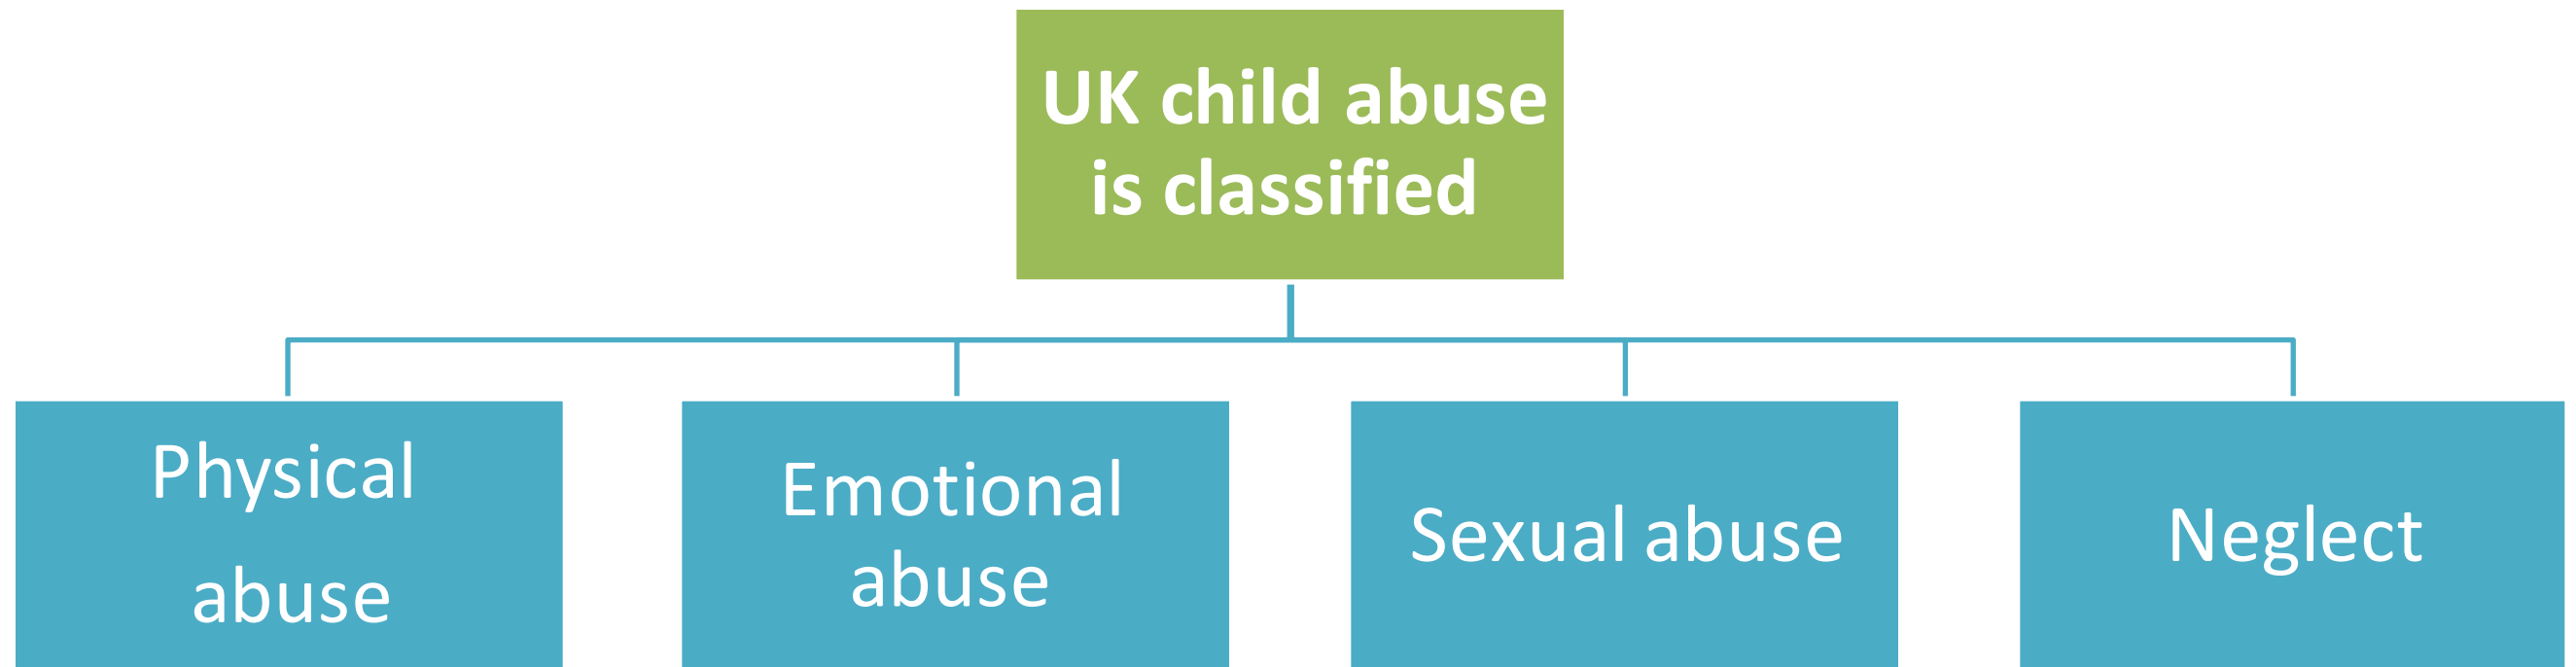 UK child abuse
is classified
Physical
abuse
Emotional
abuse
Sexual abuse
Neglect